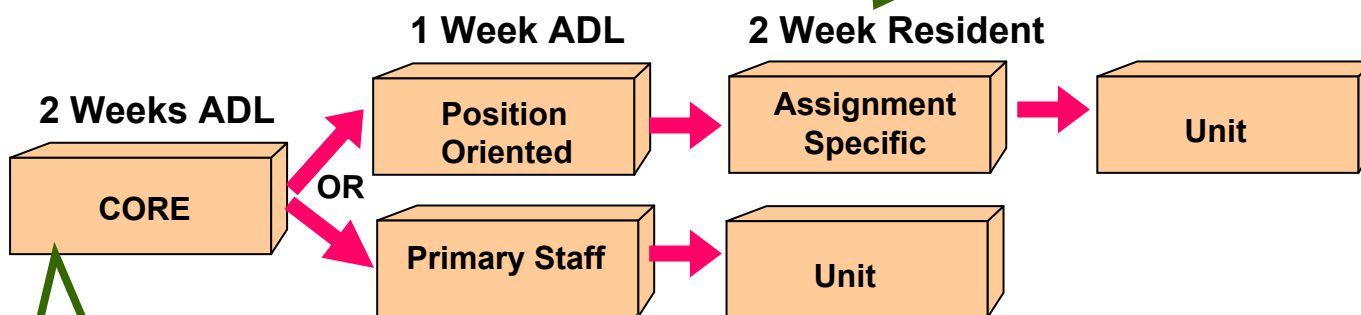 1 Week ADL
2 Week Resident
2 Weeks ADL
CORE
OR
Position
Oriented
Assignment
Specific
Unit
Primary Staff
Unit